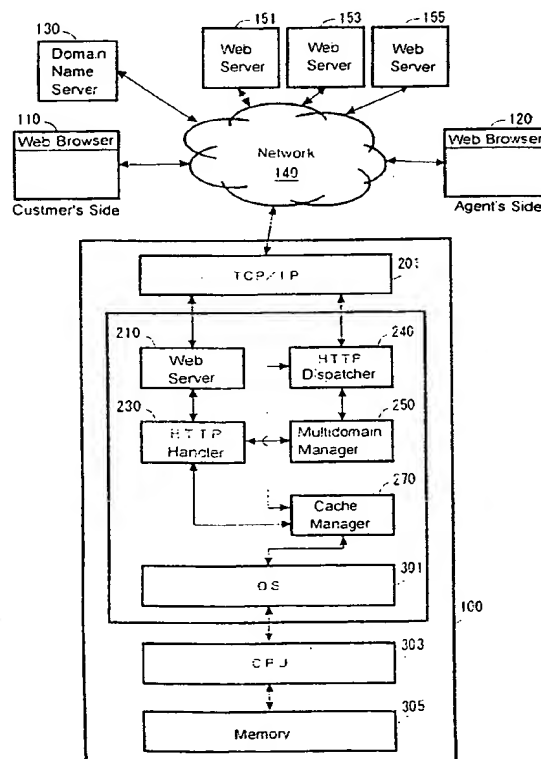 130
Domain
Name
Server
151
Web
Server
153
Web
Server
155
Web
Server
110
Web Browser
Custmer's Side
Network
140
120
Web Browser
Agent's Side
TCP/IP
201
210
Web
Server
240
HTTP
Dispatcher
230
HTTP
Handler
250
Multidomain
Manager
270
Cache
Manager
OS
301
100
CPU
303
Memory
305